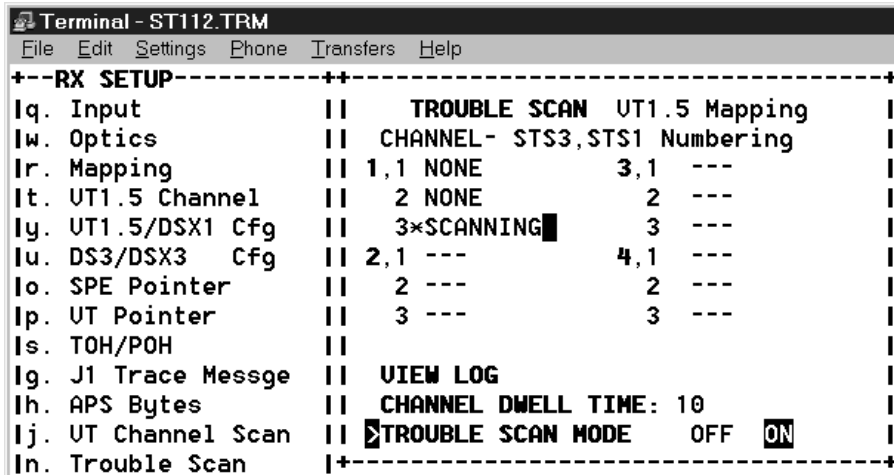 Terminal - ST112.TRM
File Edit Settings Phone Transfers Help
+--RX SETUP----------++----------------------------------+
|q. Input           ||     TROUBLE SCAN  VT1.5 Mapping     |
|w. Optics          ||   CHANNEL- STS3,STS1 Numbering      |
|r. Mapping         ||  1,1 NONE           3,1  ---        |
|t. VT1.5 Channel   ||    2 NONE             2  ---        |
|y. VT1.5/DSX1 Cfg  ||    3*SCANNING         3  ---        |
|u. DS3/DSX3   Cfg  ||  2,1 ---            4,1  ---        |
|o. SPE Pointer     ||    2 ---              2  ---        |
|p. VT Pointer      ||    3 ---              3  ---        |
|s. TOH/POH         ||                                     |
|g. J1 Trace Messge ||   VIEW LOG                          |
|h. APS Bytes       ||   CHANNEL DWELL TIME: 10            |
|j. VT Channel Scan ||  >TROUBLE SCAN MODE    OFF  ON      |
|n. Trouble Scan    |+-----------------------------------+